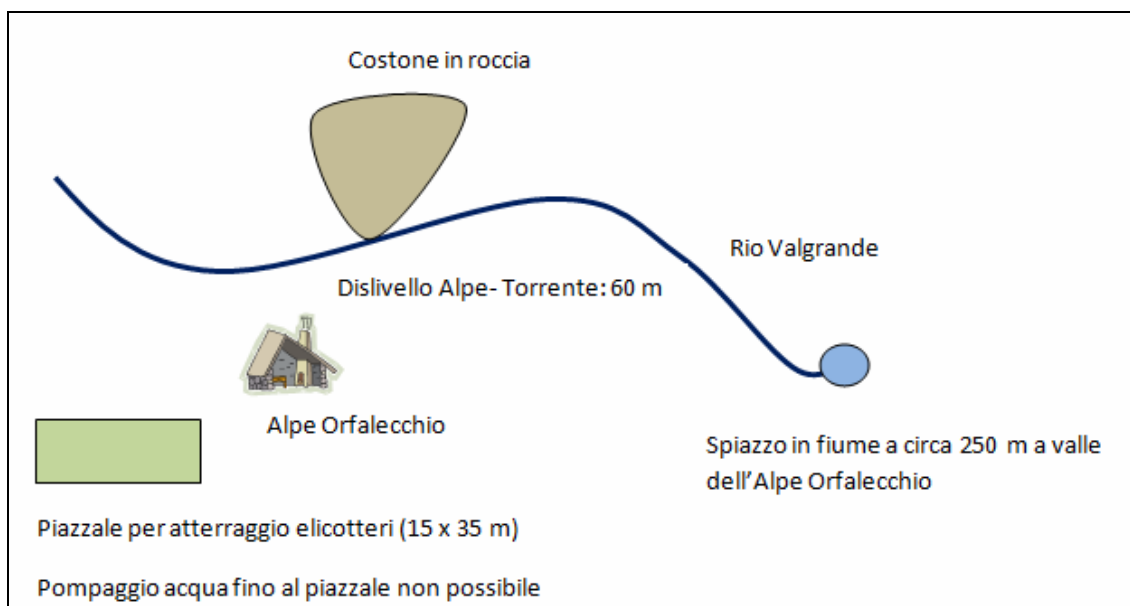 Costone in roccia
Rio Valgrande
Dislivello Alpe- Torrente: 60 m
Alpe Orfalecchio
Spiazzo in fiume a circa 250 m a valle
dell'Alpe Orfalecchio
Piazzale per atterraggio elicotteri (15 x 35 m)
Pompaggio acqua fino al piazzale non possibile